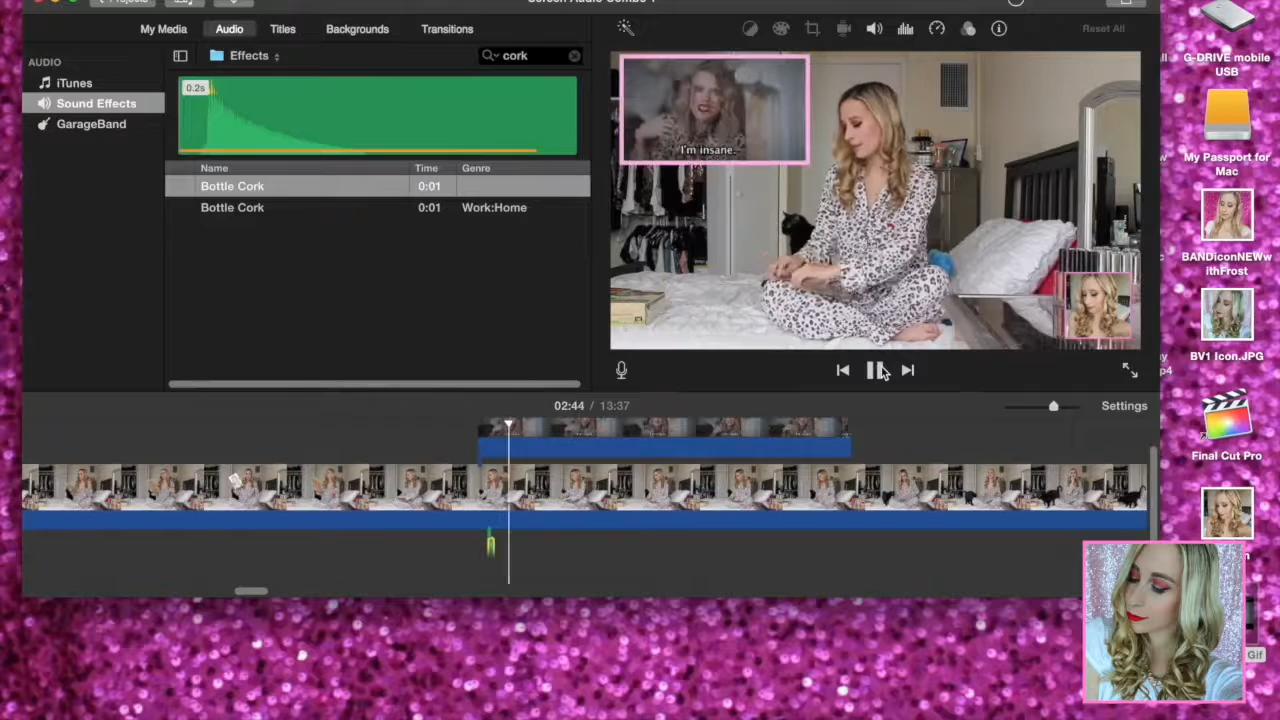 My Media
Audio
Titles
Backgrounds
Transitions
Reset All
AUDIO
Effects
cork
iTunes
Sound Effects
GarageBand
0.2s
Name
Time
Genre
Bottle Cork
0:01
Bottle Cork
0:01
Work:Home
I'm insane.
02:44 / 13:37
Settings
G-DRIVE mobile
USB
My Passport for
Mac
BANDiconNEWw
ithFrost
BV1 Icon.JPG
Final Cut Pro
Gif